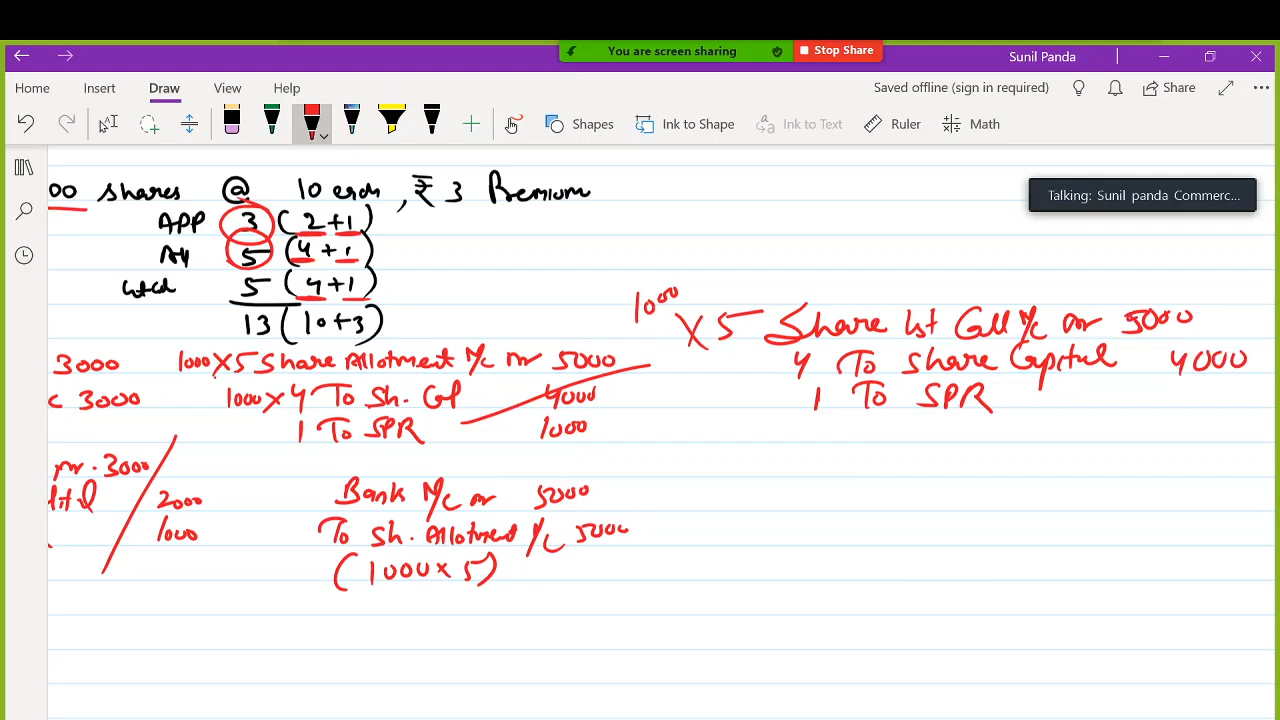 You are screen sharing
Stop Share
Sunil Panda
Home Insert Draw View Help
Saved offline (sign in required)
Share
Shapes
Ink to Shape
Ink to Text
Ruler
Math
Talking: Sunil panda Commerc...
00 shares @ 10 each, ₹ 3 Premium
APP 3 (2+1)
5 (4+1)
5 (4+1)
13 (10+3)
1000 X 5 Share 1st Call A/c Dr 5000
4 To Share Capital 4000
1 To SPR
3000
1000 X 5 Share Allotment A/c Dr 5000
c 3000
1000 X 4 To Sh. Cap 4000
1 To SPR 1000
Dr. 3000
2000
1000
Bank A/c Dr 5000
To Sh. Allotment A/c 5000
(1000 x 5)